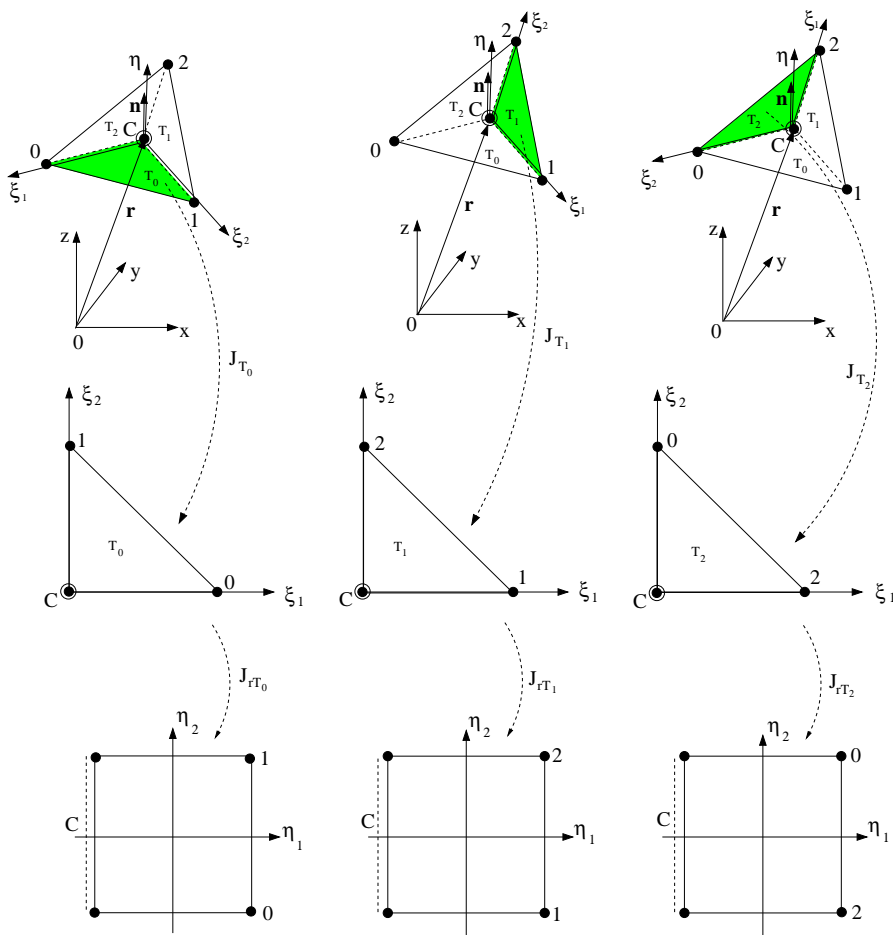 2
η
n
C
T₂
T₁
0
T₀
ξ₁
1
r
ξ₂
z
y
0
x
J_T₀
2
ξ₂
η
n
T₂
C
T₁
0
T₀
1
r
ξ₁
z
y
0
x
J_T₁
ξ₁
2
η
n
T₂
T₁
C
0
T₀
ξ₂
1
r
z
y
0
x
J_T₂
ξ₂
1
T₀
C
0
ξ₁
ξ₂
2
T₁
C
1
ξ₁
ξ₂
0
T₂
C
2
ξ₁
J_rT₀
J_rT₁
J_rT₂
η₂
1
C
η₁
0
η₂
2
C
η₁
1
η₂
0
C
η₁
2